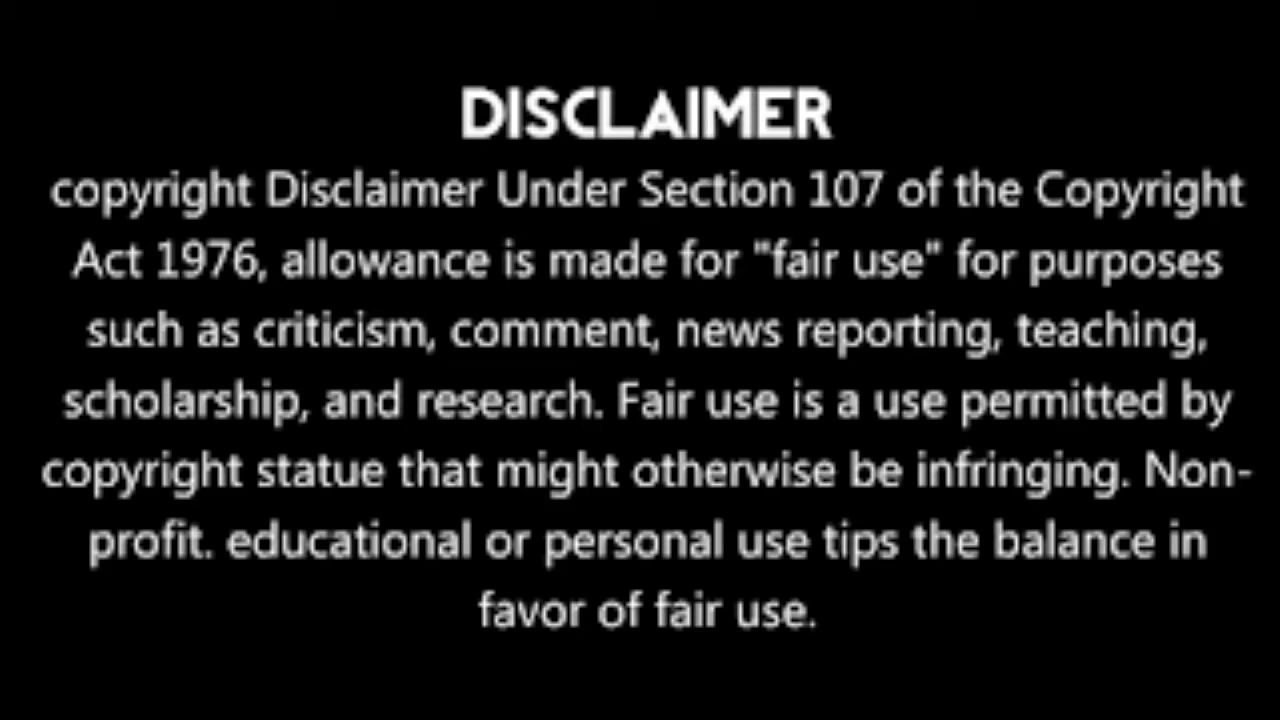 DISCLAIMER
copyright Disclaimer Under Section 107 of the Copyright
Act 1976, allowance is made for "fair use" for purposes
such as criticism, comment, news reporting, teaching,
scholarship, and research. Fair use is a use permitted by
copyright statue that might otherwise be infringing. Non-
profit. educational or personal use tips the balance in
favor of fair use.